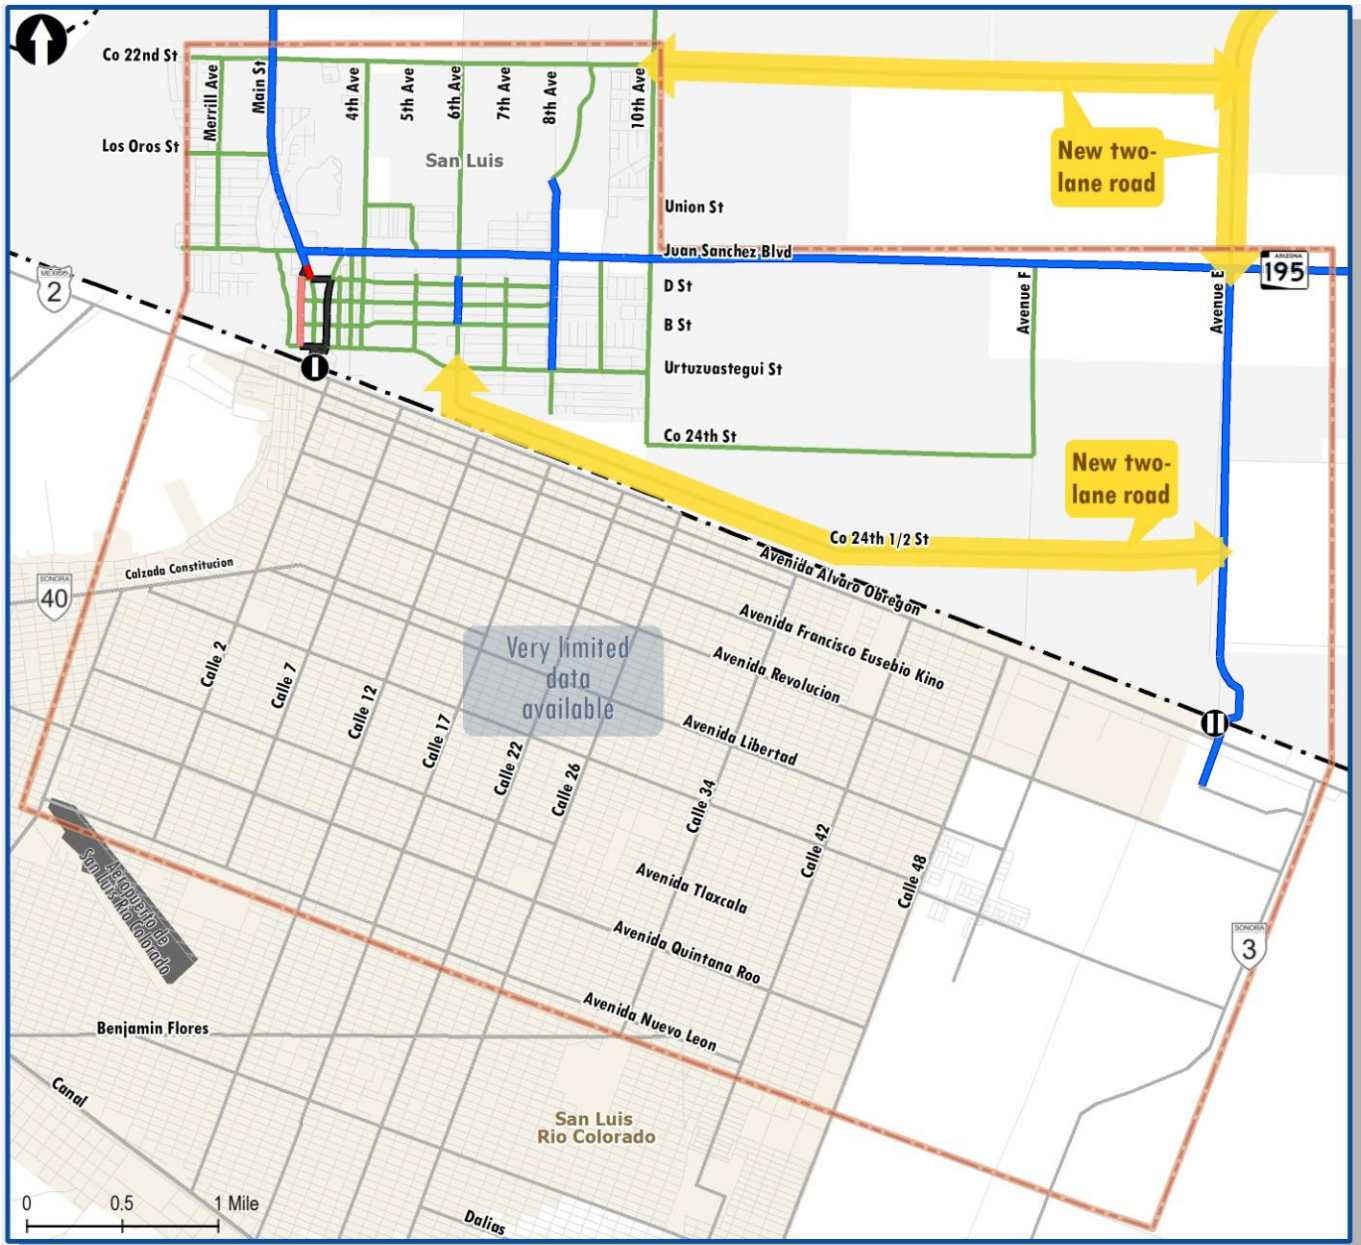 Co 22nd St
Merrill Ave
Main St
4th Ave
5th Ave
6th Ave
7th Ave
8th Ave
10th Ave
Los Oros St
San Luis
New two-
lane road
Union St
Juan Sanchez Blvd
ARIZONA
195
MEXICO
2
D St
Avenue F
Avenue E
B St
I
Urtuzuastegui St
Co 24th St
New two-
lane road
Co 24th 1/2 St
Avenida Alvaro Obregon
Calzada Constitucion
SONORA
40
Avenida Francisco Eusebio Kino
Very limited
data
available
Avenida Revolucion
Calle 2
Calle 7
Calle 12
Calle 17
Calle 22
Calle 26
Avenida Libertad
II
Calle 34
Calle 42
Calle 48
Aeropuerto de
San Luis Rio Colorado
Avenida Tlaxcala
Avenida Quintana Roo
SONORA
3
Avenida Nuevo Leon
Benjamin Flores
Canal
San Luis
Rio Colorado
0 0.5 1 Mile
Dalias